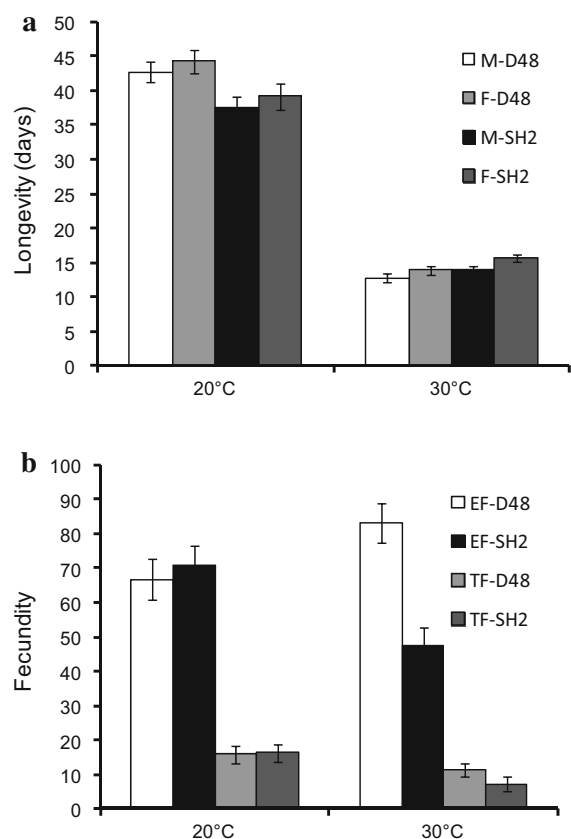 a
50
45
40
35
30
25
20
15
10
5
0
Longevity (days)
M-D48
F-D48
M-SH2
F-SH2
20°C
30°C
b
100
90
80
70
60
50
40
30
20
10
0
Fecundity
EF-D48
EF-SH2
TF-D48
TF-SH2
20°C
30°C